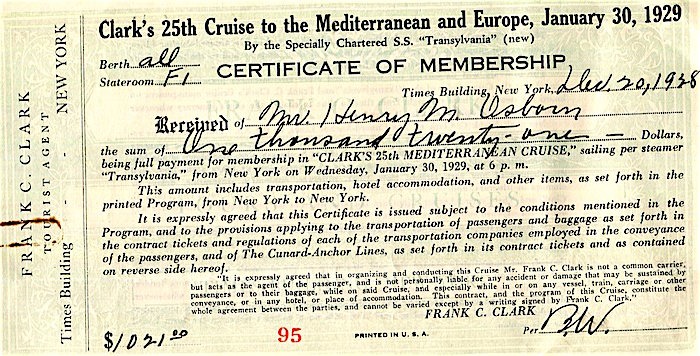 FRANK C. CLARK
TOURIST AGENT
Times Building - - NEW YORK
Clark's 25th Cruise to the Mediterranean and Europe, January 30, 1929
By the Specially Chartered S.S. "Transylvania" (new)
Berth all
Stateroom F1
CERTIFICATE OF MEMBERSHIP
Times Building, New York, Dec. 20, 1928
Received of Mr. Henry M Osborn
the sum of One thousand twenty-one — Dollars,
being full payment for membership in "CLARK'S 25th MEDITERRANEAN CRUISE," sailing per steamer
"Transylvania," from New York on Wednesday, January 30, 1929, at 6 p. m.
This amount includes transportation, hotel accommodation, and other items, as set forth in the
printed Program, from New York to New York.
It is expressly agreed that this Certificate is issued subject to the conditions mentioned in the
Program, and to the provisions applying to the transportation of passengers and baggage as set forth in
the contract tickets and regulations of each of the transportation companies employed in the conveyance
of the passengers, and of The Cunard-Anchor Lines, as set forth in its contract tickets and as contained
on reverse side hereof.
"It is expressly agreed that in organizing and conducting this Cruise Mr. Frank C. Clark is not a common carrier,
but acts as the agent of the passenger, and is not personally liable for any accident or damage that may be sustained by
passengers or to their baggage, while on said Cruise, and especially while in or on any vessel, train, carriage or other
conveyance, or in any hotel, or place of accommodation. This contract, and the program of this Cruise, constitute the
whole agreement between the parties, and cannot be varied except by a writing signed by Frank C. Clark."
FRANK C. CLARK
$1021 00
95
PRINTED IN U. S. A.
Per B.W.